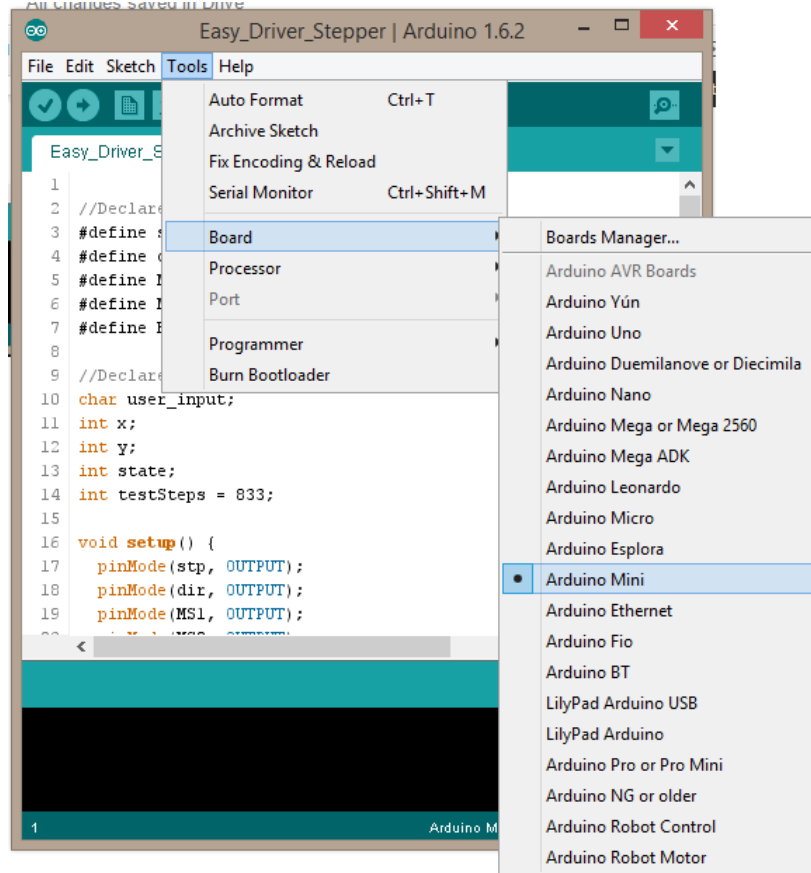 All changes saved in Drive
Easy_Driver_Stepper | Arduino 1.6.2
File Edit Sketch Tools Help
Auto Format Ctrl+T
Archive Sketch
Fix Encoding & Reload
Serial Monitor Ctrl+Shift+M
Board
Processor
Port
Programmer
Burn Bootloader
Easy_Driver_S
1
2 //Declare
3 #define s
4 #define
5 #define
6 #define
7 #define
8
9 //Declare
10 char user_input;
11 int x;
12 int y;
13 int state;
14 int testSteps = 833;
15
16 void setup() {
17 pinMode(stp, OUTPUT);
18 pinMode(dir, OUTPUT);
19 pinMode(MS1, OUTPUT);
1 Arduino M
Boards Manager...
Arduino AVR Boards
Arduino Yún
Arduino Uno
Arduino Duemilanove or Diecimila
Arduino Nano
Arduino Mega or Mega 2560
Arduino Mega ADK
Arduino Leonardo
Arduino Micro
Arduino Esplora
Arduino Mini
Arduino Ethernet
Arduino Fio
Arduino BT
LilyPad Arduino USB
LilyPad Arduino
Arduino Pro or Pro Mini
Arduino NG or older
Arduino Robot Control
Arduino Robot Motor